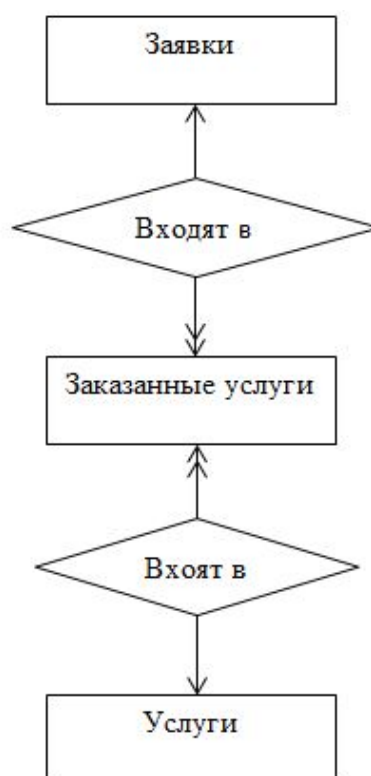 Заявки
Входят в
Заказанные услуги
Вхоят в
Услуги